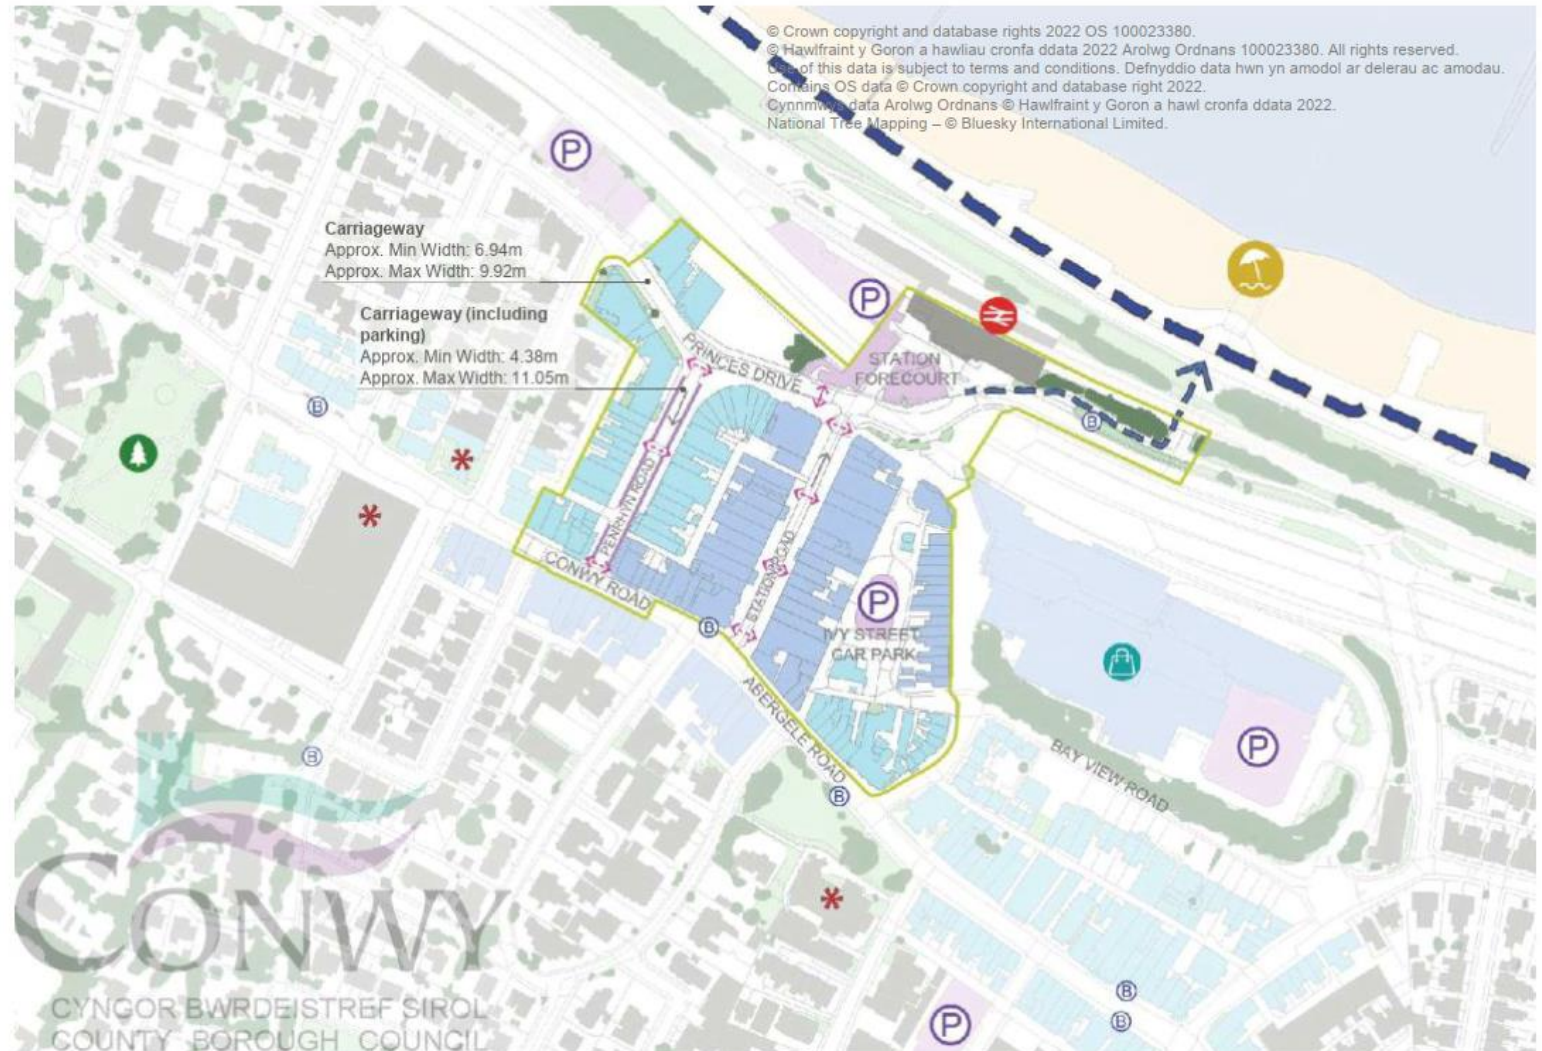 © Crown copyright and database rights 2022 OS 100023380.
© Hawlfraint y Goron a hawliau cronfa ddata 2022 Arolwg Ordnans 100023380. All rights reserved.
Use of this data is subject to terms and conditions. Defnyddio data hwn yn amodol ar delerau ac amodau.
Contains OS data © Crown copyright and database right 2022.
Cynnmwys data Arolwg Ordnans © Hawlfraint y Goron a hawl cronfa ddata 2022.
National Tree Mapping – © Bluesky International Limited.
P
Carriageway
Approx. Min Width: 6.94m
Approx. Max Width: 9.92m
Carriageway (including
parking)
Approx. Min Width: 4.38m
Approx. Max Width: 11.05m
P
PRINCES DRIVE
STATION
FORECOURT
B
B
PENRHYN ROAD
STATION ROAD
CONWY ROAD
P
IVY STREET
CAR PARK
B
ABERGELE ROAD
BAY VIEW ROAD
P
B
B
CONWY
CYNGOR BWRDEISTREF SIROL
COUNTY BOROUGH COUNCIL
B
B
P